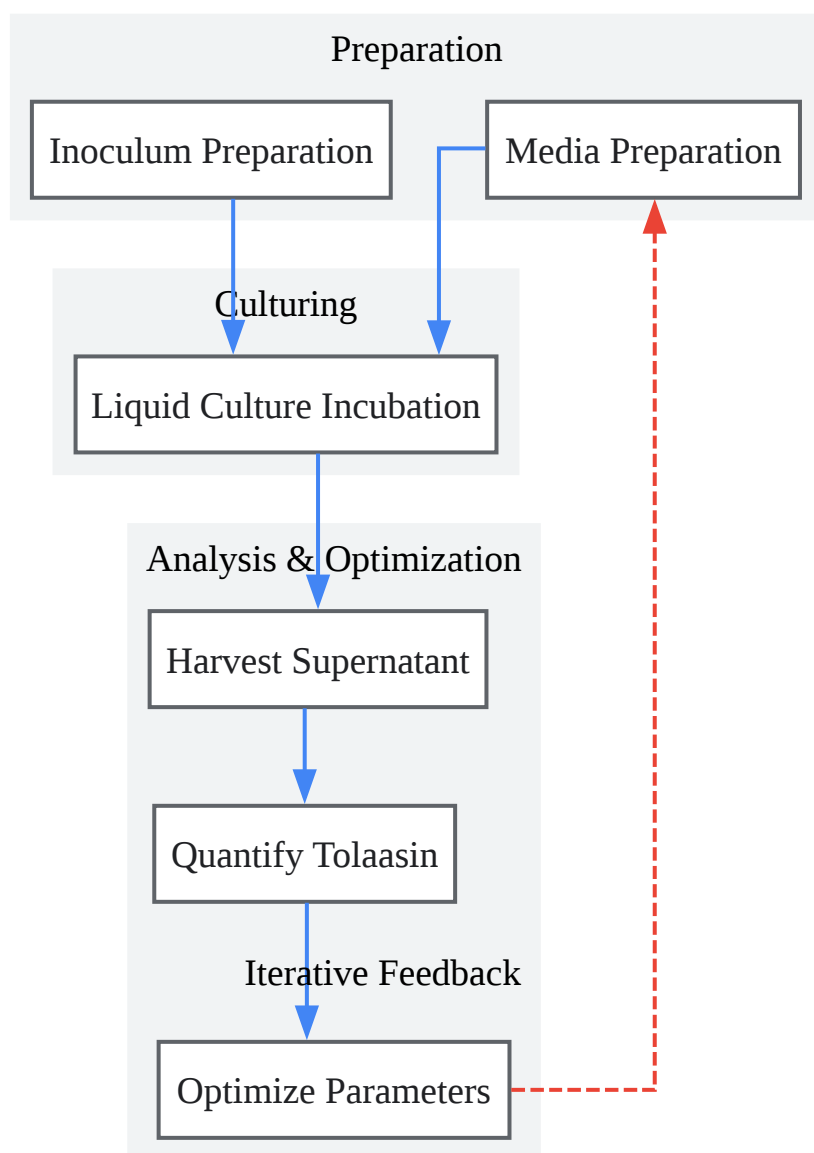 Preparation
Inoculum Preparation
Media Preparation
Culturing
Liquid Culture Incubation
Analysis & Optimization
Harvest Supernatant
Quantify Tolaasin
Iterative Feedback
Optimize Parameters